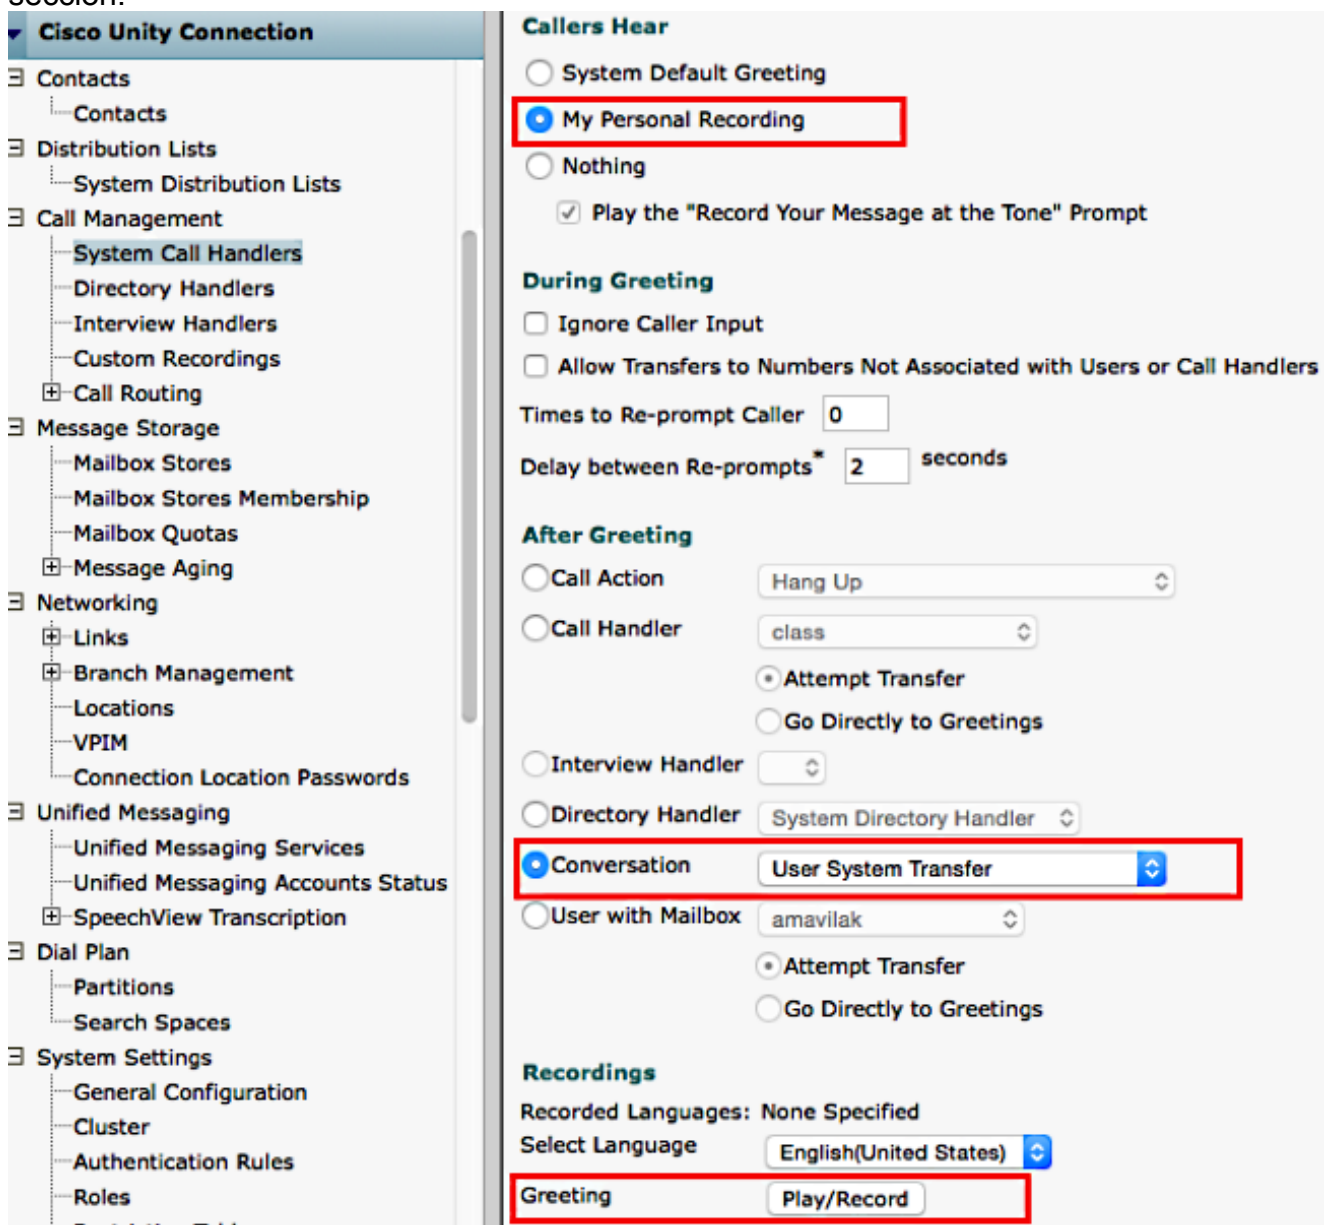 Cisco Unity Connection
Contacts
Contacts
Distribution Lists
System Distribution Lists
Call Management
System Call Handlers
Directory Handlers
Interview Handlers
Custom Recordings
Call Routing
Message Storage
Mailbox Stores
Mailbox Stores Membership
Mailbox Quotas
Message Aging
Networking
Links
Branch Management
Locations
VPIM
Connection Location Passwords
Unified Messaging
Unified Messaging Services
Unified Messaging Accounts Status
SpeechView Transcription
Dial Plan
Partitions
Search Spaces
System Settings
General Configuration
Cluster
Authentication Rules
Roles
Callers Hear
System Default Greeting
My Personal Recording
Nothing
Play the "Record Your Message at the Tone" Prompt
During Greeting
Ignore Caller Input
Allow Transfers to Numbers Not Associated with Users or Call Handlers
Times to Re-prompt Caller 0
Delay between Re-prompts* 2 seconds
After Greeting
Call Action Hang Up
Call Handler class
Attempt Transfer
Go Directly to Greetings
Interview Handler
Directory Handler System Directory Handler
Conversation User System Transfer
User with Mailbox amavilak
Attempt Transfer
Go Directly to Greetings
Recordings
Recorded Languages: None Specified
Select Language English(United States)
Greeting Play/Record